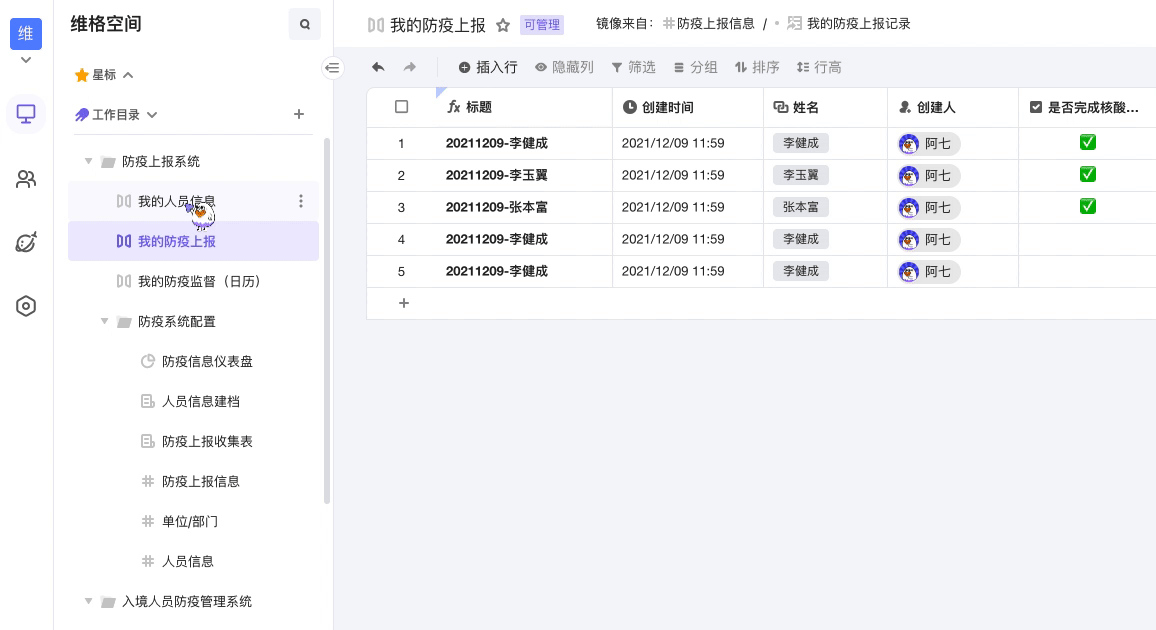 维
维格空间
星标
工作目录
防疫上报系统
我的人员信息
我的防疫上报
我的防疫监督（日历）
防疫系统配置
防疫信息仪表盘
人员信息建档
防疫上报收集表
防疫上报信息
单位/部门
人员信息
入境人员防疫管理系统
我的防疫上报 可管理 镜像来自： 防疫上报信息 / 我的防疫上报记录
插入行 隐藏列 筛选 分组 排序 行高
标题 创建时间 姓名 创建人 是否完成核酸...
1 20211209-李健成 2021/12/09 11:59 李健成 阿七
2 20211209-李玉翼 2021/12/09 11:59 李玉翼 阿七
3 20211209-张本富 2021/12/09 11:59 张本富 阿七
4 20211209-李健成 2021/12/09 11:59 李健成 阿七
5 20211209-李健成 2021/12/09 11:59 李健成 阿七